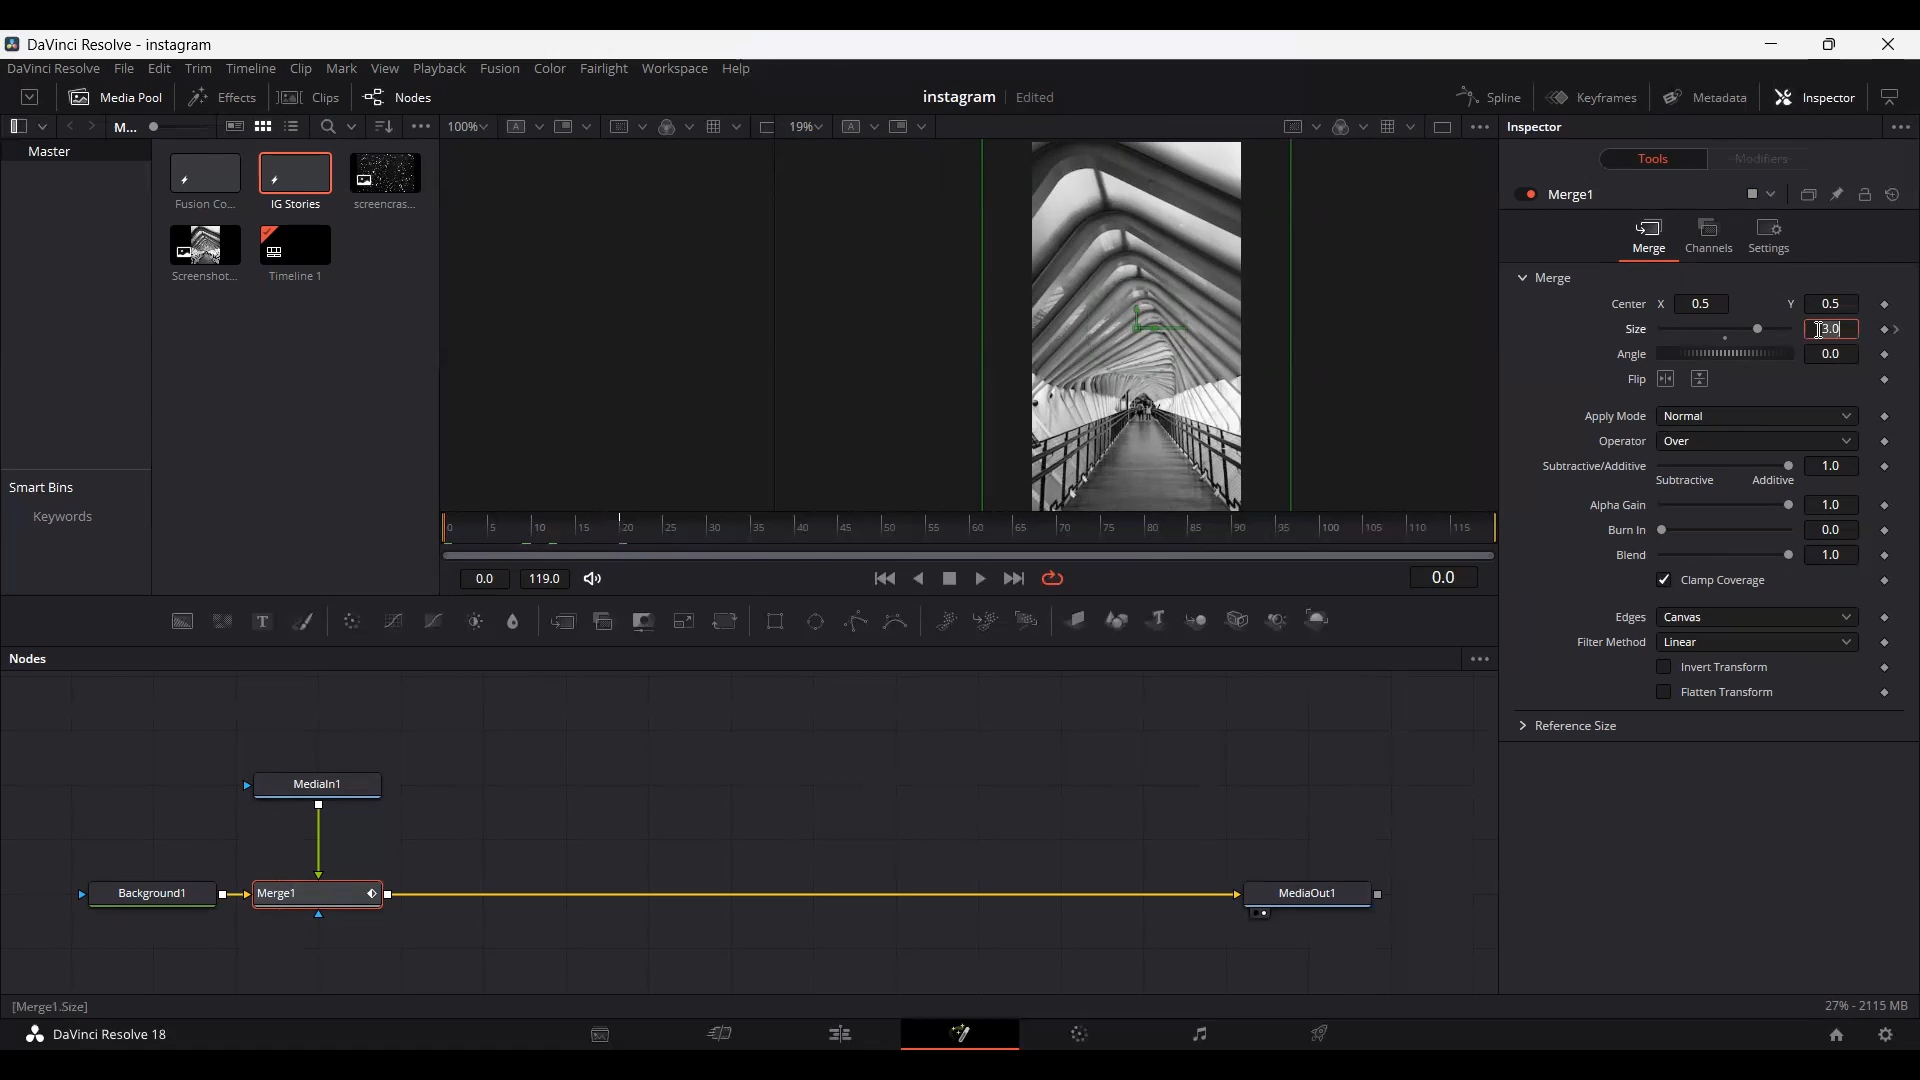 DaVinci Resolve - instagram
DaVinci Resolve File Edit Trim Timeline Clip Mark View Playback Fusion Color Fairlight Workspace Help
Media Pool Effects Clips Nodes instagram Edited Spline Keyframes Metadata Inspector
M... 100% 19% Inspector
Master
Tools Modifiers
Fusion Co... IG Stories screencras...
Merge1
Screenshot... Timeline 1
Merge Channels Settings
Merge
Center X 0.5 Y 0.5
Size 3.0
Angle 0.0
Flip
Apply Mode Normal
Operator Over
Subtractive/Additive 1.0
Subtractive Additive
Alpha Gain 1.0
Burn In 0.0
Blend 1.0
Clamp Coverage
Edges Canvas
Filter Method Linear
Invert Transform
Flatten Transform
Reference Size
Smart Bins
Keywords
0 5 10 15 20 25 30 35 40 45 50 55 60 65 70 75 80 85 90 95 100 105 110 115
0.0 119.0 0.0
T T
Nodes
MediaIn1
Background1 Merge1 MediaOut1
[Merge1.Size] 27% - 2115 MB
DaVinci Resolve 18